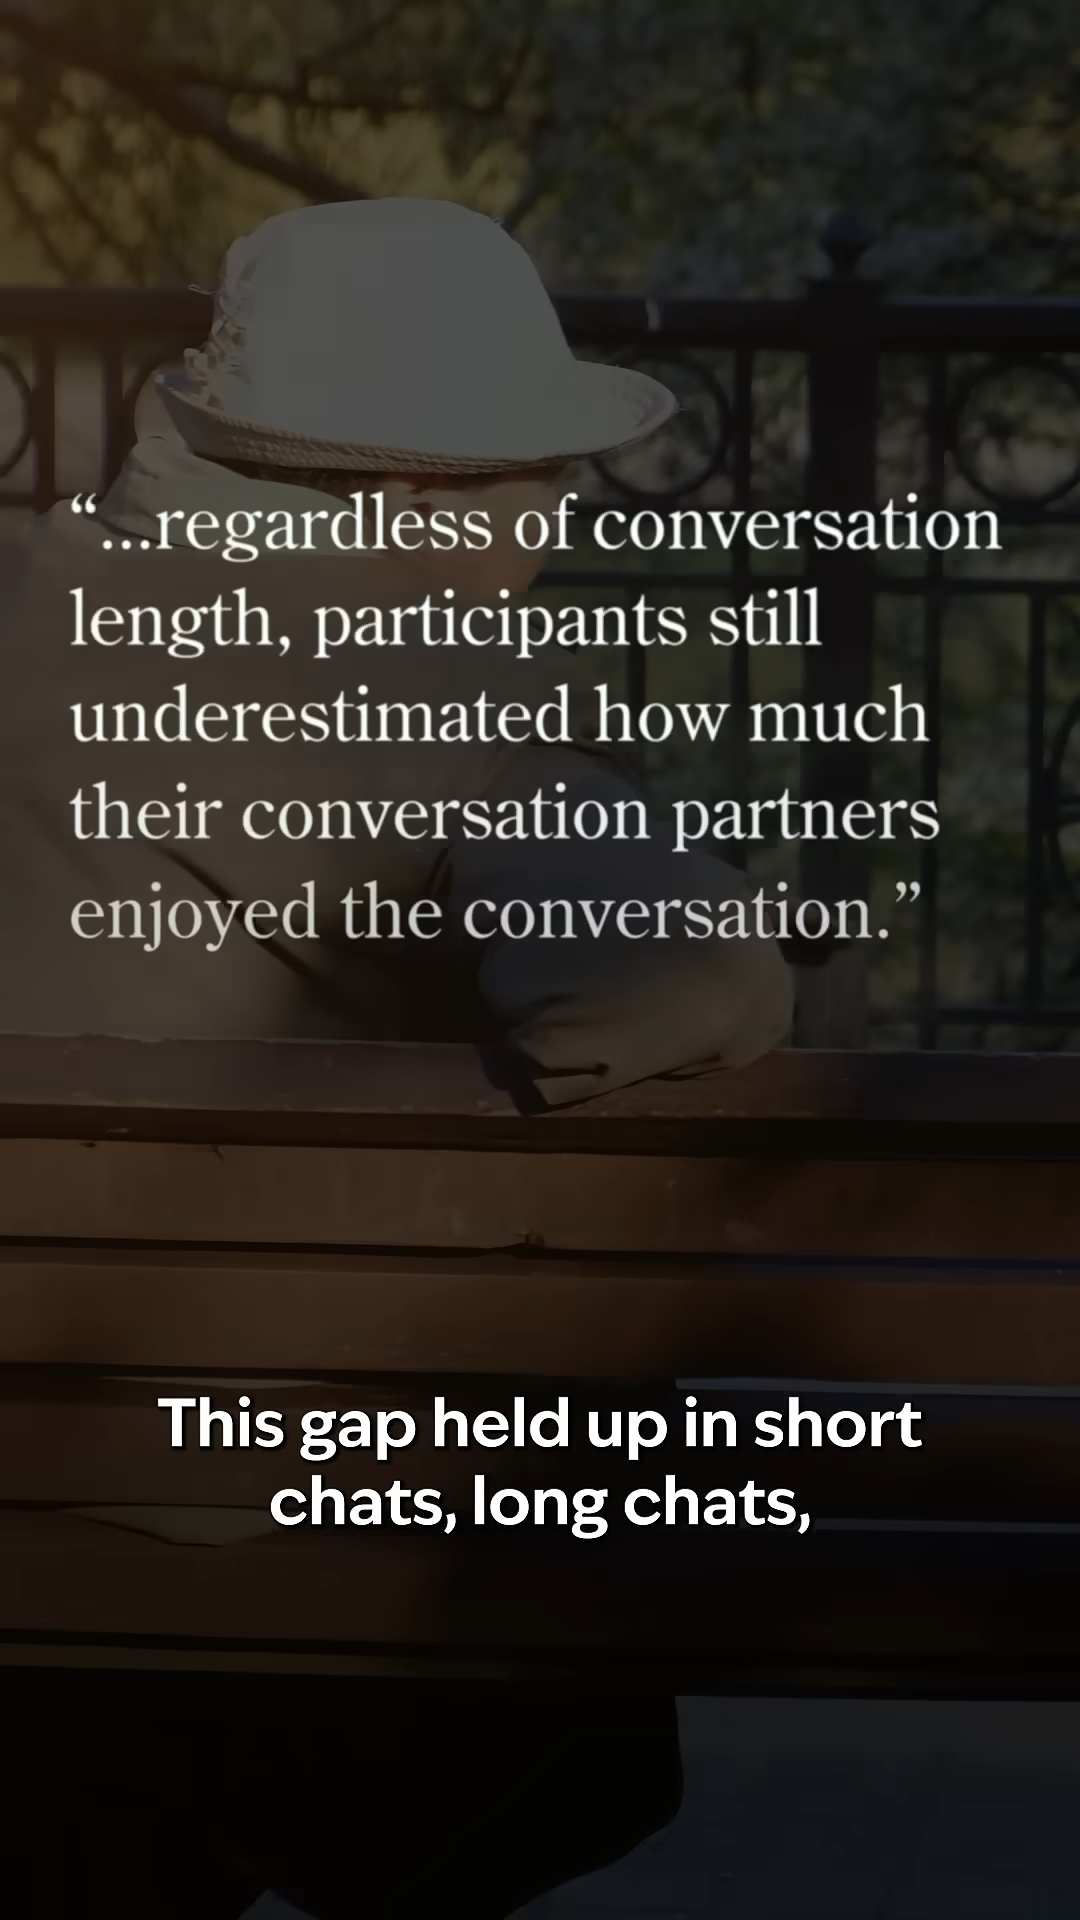 “...regardless of conversation
length, participants still
underestimated how much
their conversation partners
enjoyed the conversation.”
This gap held up in short
chats, long chats,